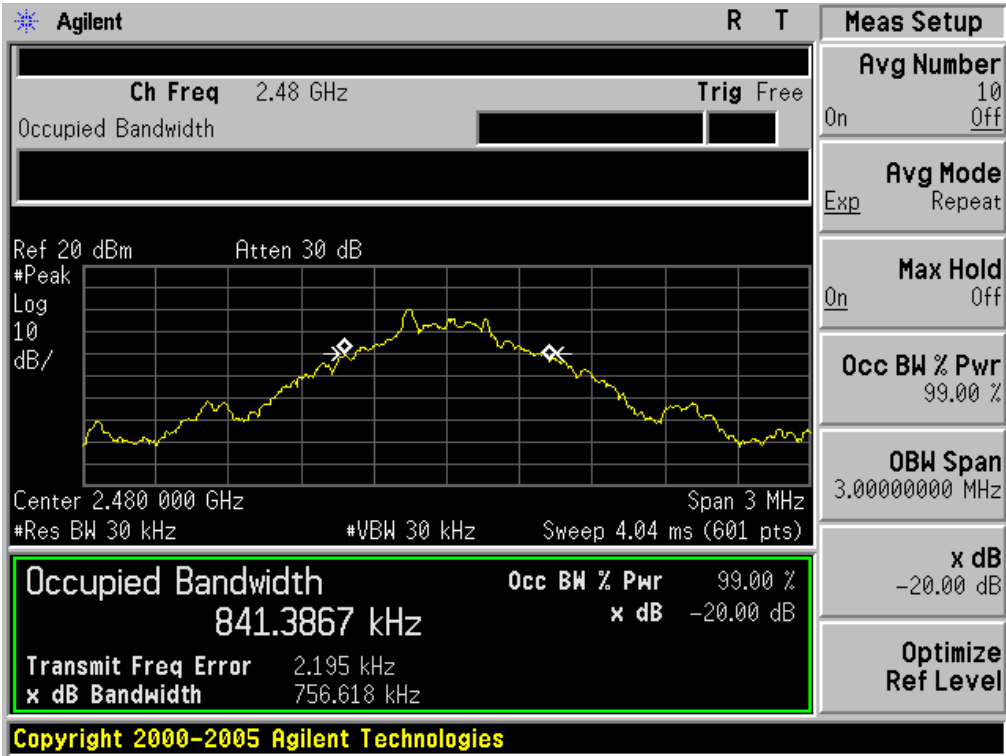 Agilent R T Meas Setup
Ch Freq 2.48 GHz Trig Free
Occupied Bandwidth
Avg Number
10
On Off
Avg Mode
Exp Repeat
Max Hold
On Off
Occ BW % Pwr
99.00 %
OBW Span
3.00000000 MHz
x dB
-20.00 dB
Optimize
Ref Level
Ref 20 dBm Atten 30 dB
#Peak
Log
10
dB/
Center 2.480 000 GHz Span 3 MHz
#Res BW 30 kHz #VBW 30 kHz Sweep 4.04 ms (601 pts)
Occupied Bandwidth Occ BW % Pwr 99.00 %
841.3867 kHz x dB -20.00 dB
Transmit Freq Error 2.195 kHz
x dB Bandwidth 756.618 kHz
Copyright 2000-2005 Agilent Technologies